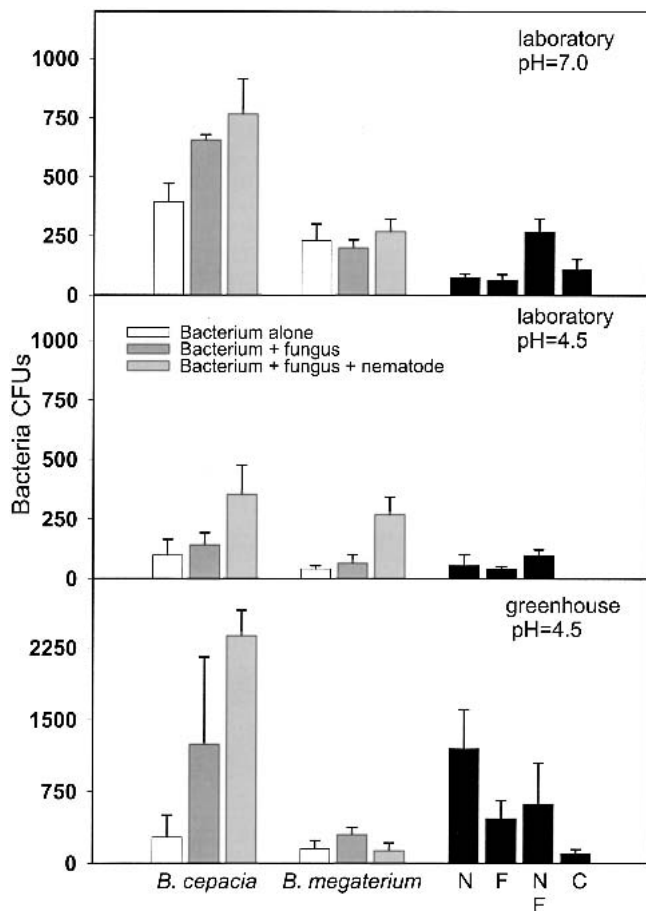 laboratory
pH=7.0
1000
750
500
250
0
laboratory
pH=4.5
Bacterium alone
Bacterium + fungus
Bacterium + fungus + nematode
1000
750
500
250
0
Bacteria CFUs
greenhouse
pH=4.5
2250
1500
750
0
B. cepacia B. megaterium N F N C
F